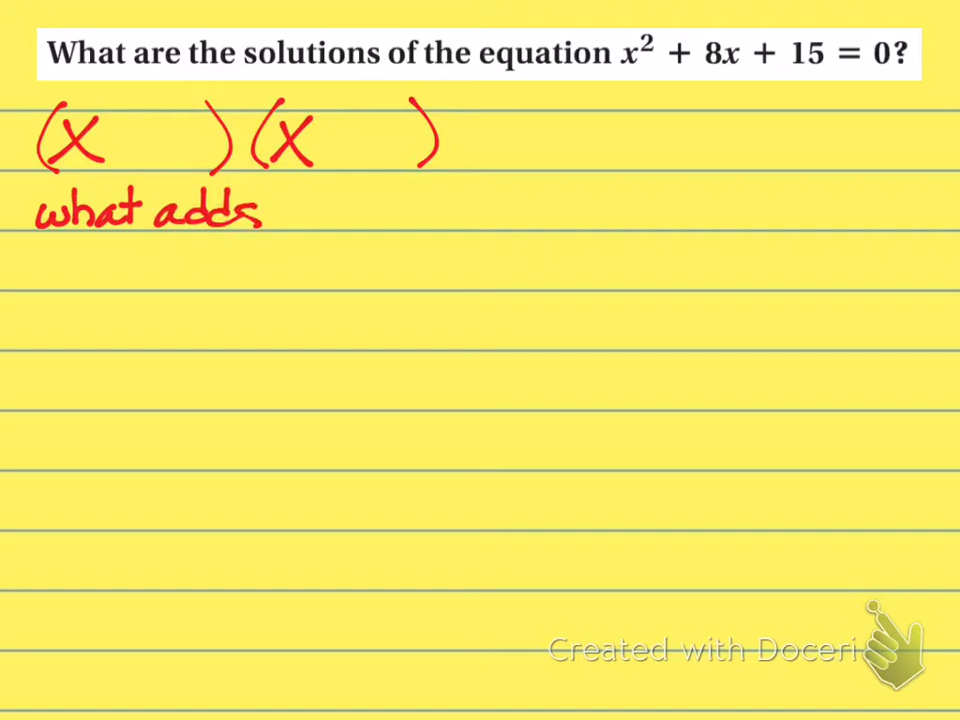 What are the solutions of the equation x² + 8x + 15 = 0?
(x ) (x )
what adds
Created with Doceri